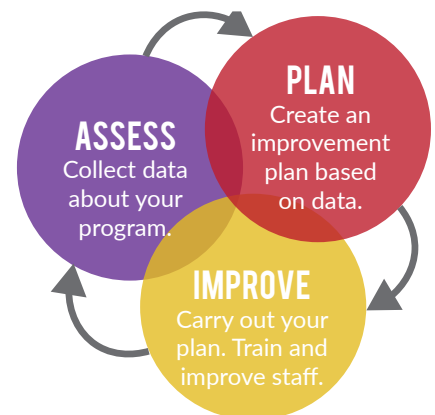 ASSESS
Collect data
about your
program.
PLAN
Create an
improvement
plan based
on data.
IMPROVE
Carry out your
plan. Train and
improve staff.